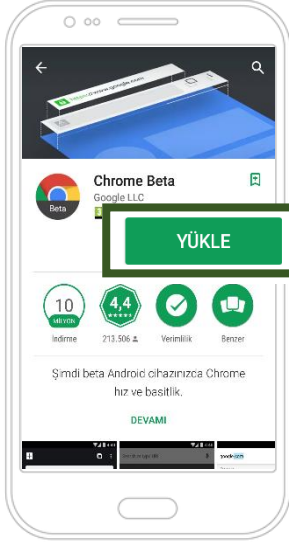 Chrome Beta
Google LLC
Beta
YÜKLE
10
MİLYON
4,4
İndirme
213.506
Verimlilik
Benzer
Şimdi beta Android cihazınızda Chrome
hız ve basitlik.
DEVAMI